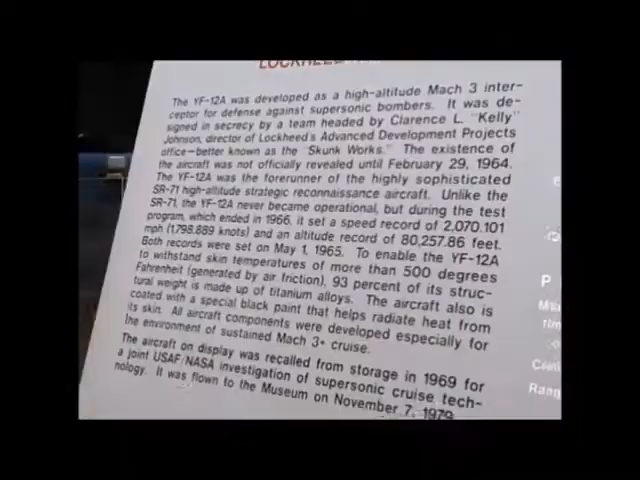 LOCKHEED
The YF-12A was developed as a high-altitude Mach 3 inter-
ceptor for defense against supersonic bombers. It was de-
signed in secrecy by a team headed by Clarence L. "Kelly"
Johnson, director of Lockheed's Advanced Development Projects
office—better known as the "Skunk Works." The existence of
the aircraft was not officially revealed until February 29, 1964.
The YF-12A was the forerunner of the highly sophisticated
SR-71 high-altitude strategic reconnaissance aircraft. Unlike the
SR-71, the YF-12A never became operational, but during the test
program, which ended in 1966, it set a speed record of 2,070.101
mph (1,798.889 knots) and an altitude record of 80,257.86 feet.
Both records were set on May 1, 1965. To enable the YF-12A
to withstand skin temperatures of more than 500 degrees
Fahrenheit (generated by air friction), 93 percent of its struc-
tural weight is made up of titanium alloys. The aircraft also is
coated with a special black paint that helps radiate heat from
its skin. All aircraft components were developed especially for
the environment of sustained Mach 3+ cruise.
The aircraft on display was recalled from storage in 1969 for
a joint USAF/NASA investigation of supersonic cruise tech-
nology. It was flown to the Museum on November 7, 1979.
P
Rang